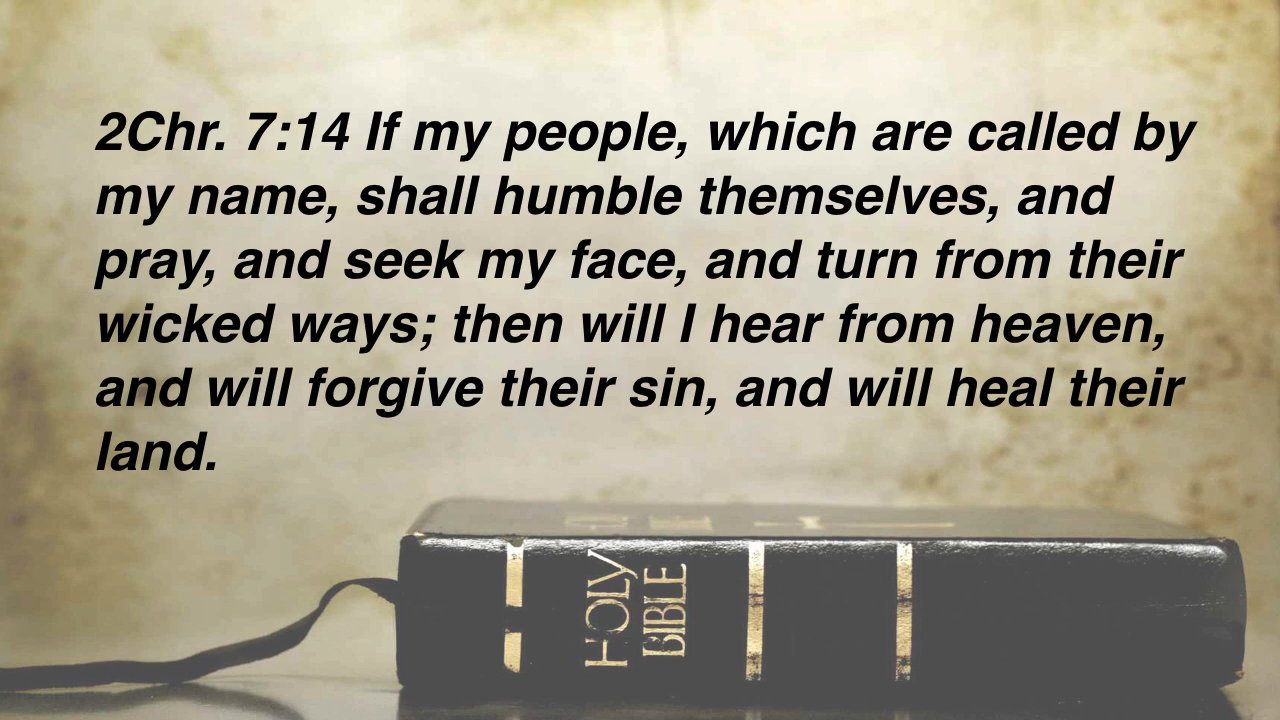 2Chr. 7:14 If my people, which are called by
my name, shall humble themselves, and
pray, and seek my face, and turn from their
wicked ways; then will I hear from heaven,
and will forgive their sin, and will heal their
land.
HOLY
BIBLE